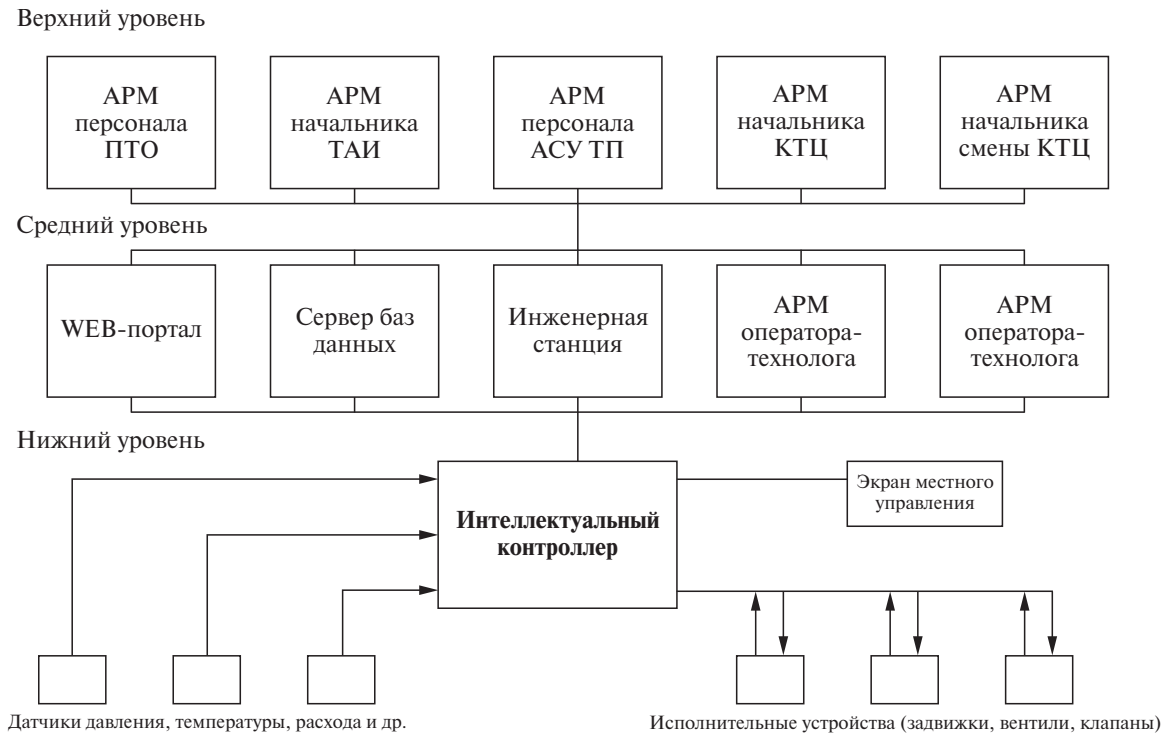 Верхний уровень
АРМ
персонала
ПТО
АРМ
начальника
ТАИ
АРМ
персонала
АСУ ТП
АРМ
начальника
КТЦ
АРМ
начальника
смены КТЦ
Средний уровень
WEB-портал
Сервер баз
данных
Инженерная
станция
АРМ
оператора-
технолога
АРМ
оператора-
технолога
Нижний уровень
Интеллектуальный
контроллер
Экран местного
управления
Датчики давления, температуры, расхода и др.
Исполнительные устройства (задвижки, вентили, клапаны)